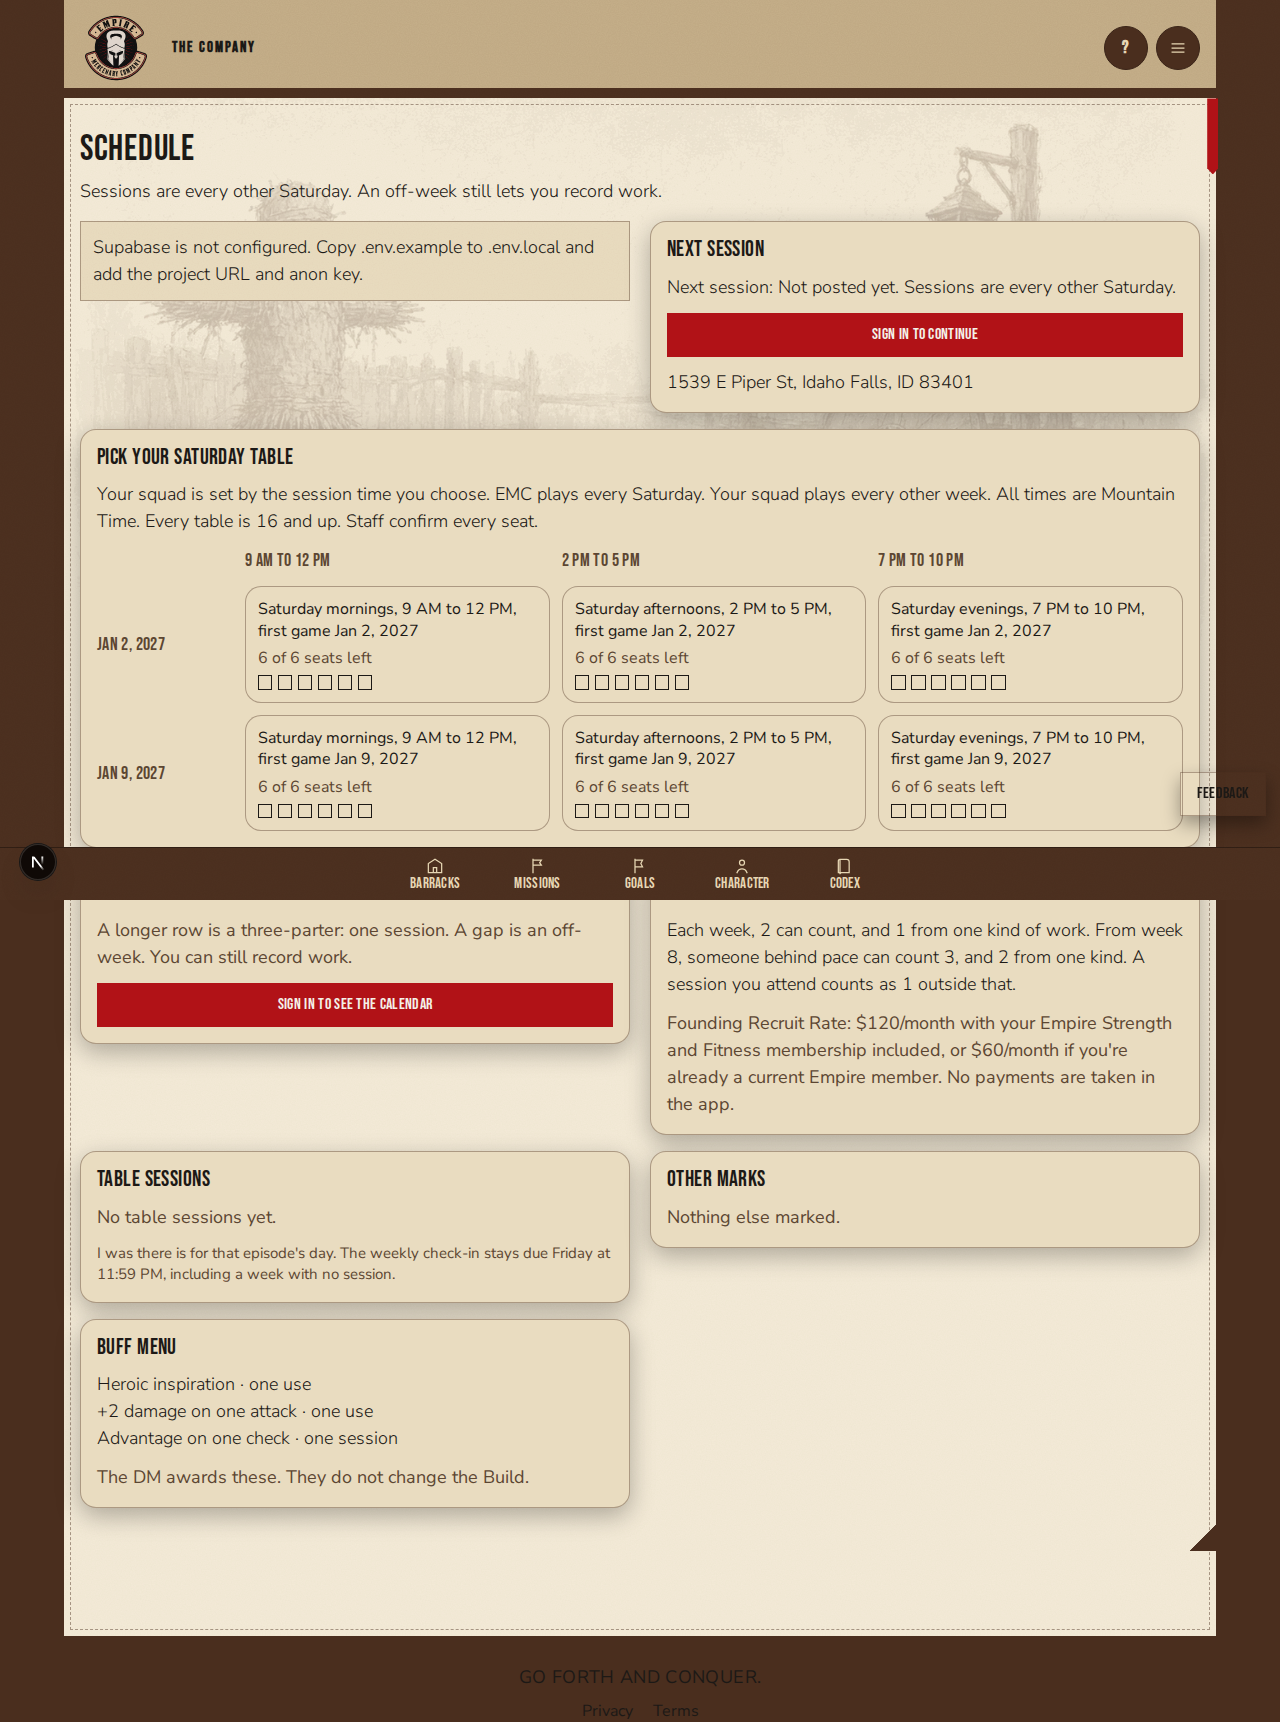 EMPIRE
MERCENARY COMPANY
THE COMPANY
?
SCHEDULE
Sessions are every other Saturday. An off-week still lets you record work.
Supabase is not configured. Copy .env.example to .env.local and
add the project URL and anon key.
NEXT SESSION
Next session: Not posted yet. Sessions are every other Saturday.
SIGN IN TO CONTINUE
1539 E Piper St, Idaho Falls, ID 83401
PICK YOUR SATURDAY TABLE
Your squad is set by the session time you choose. EMC plays every Saturday. Your squad plays every other week. All times are Mountain
Time. Every table is 16 and up. Staff confirm every seat.
9 AM TO 12 PM
2 PM TO 5 PM
7 PM TO 10 PM
JAN 2, 2027
Saturday mornings, 9 AM to 12 PM,
first game Jan 2, 2027
6 of 6 seats left
Saturday afternoons, 2 PM to 5 PM,
first game Jan 2, 2027
6 of 6 seats left
Saturday evenings, 7 PM to 10 PM,
first game Jan 2, 2027
6 of 6 seats left
JAN 9, 2027
Saturday mornings, 9 AM to 12 PM,
first game Jan 9, 2027
6 of 6 seats left
Saturday afternoons, 2 PM to 5 PM,
first game Jan 9, 2027
6 of 6 seats left
Saturday evenings, 7 PM to 10 PM,
first game Jan 9, 2027
6 of 6 seats left
FEEDBACK
N
BARRACKS
MISSIONS
GOALS
CHARACTER
CODEX
A longer row is a three-parter: one session. A gap is an off-
week. You can still record work.
SIGN IN TO SEE THE CALENDAR
Each week, 2 can count, and 1 from one kind of work. From week
8, someone behind pace can count 3, and 2 from one kind. A
session you attend counts as 1 outside that.
Founding Recruit Rate: $120/month with your Empire Strength
and Fitness membership included, or $60/month if you're
already a current Empire member. No payments are taken in
the app.
TABLE SESSIONS
No table sessions yet.
I was there is for that episode's day. The weekly check-in stays due Friday at
11:59 PM, including a week with no session.
OTHER MARKS
Nothing else marked.
BUFF MENU
Heroic inspiration · one use
+2 damage on one attack · one use
Advantage on one check · one session
The DM awards these. They do not change the Build.
GO FORTH AND CONQUER.
Privacy
Terms